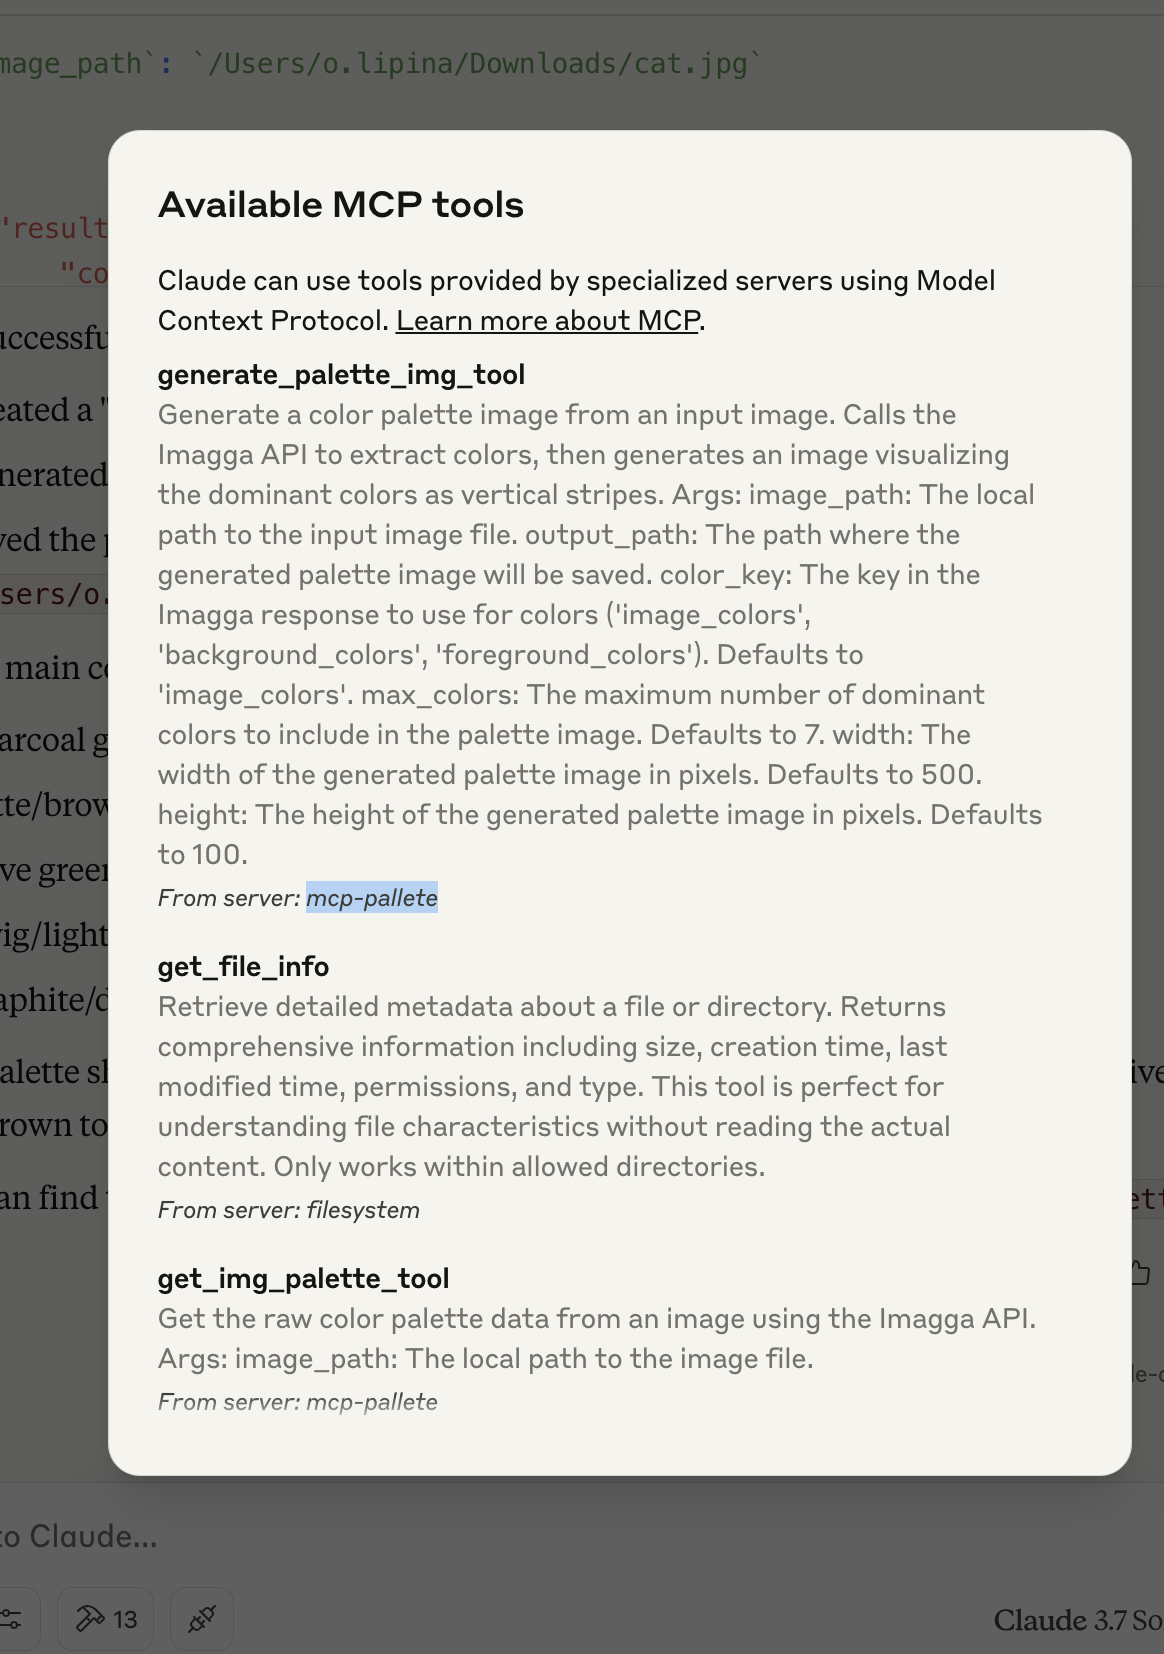 mage_path`: `/Users/o.lipina/Downloads/cat.jpg`
Available MCP tools
"result
"co
Claude can use tools provided by specialized servers using Model
Context Protocol. Learn more about MCP.
uccessfu
generate_palette_img_tool
eated a "
Generate a color palette image from an input image. Calls the
Imagga API to extract colors, then generates an image visualizing
nerated
the dominant colors as vertical stripes. Args: image_path: The local
path to the input image file. output_path: The path where the
ved the
generated palette image will be saved. color_key: The key in the
sers/o.
Imagga response to use for colors ('image_colors',
'background_colors', 'foreground_colors'). Defaults to
main co
'image_colors'. max_colors: The maximum number of dominant
colors to include in the palette image. Defaults to 7. width: The
arcoal g
width of the generated palette image in pixels. Defaults to 500.
tte/brow
height: The height of the generated palette image in pixels. Defaults
to 100.
ve green
From server: mcp-pallete
ig/light
get_file_info
aphite/d
Retrieve detailed metadata about a file or directory. Returns
comprehensive information including size, creation time, last
alette sh
ive
modified time, permissions, and type. This tool is perfect for
rown to
understanding file characteristics without reading the actual
content. Only works within allowed directories.
an find
ett
From server: filesystem
get_img_palette_tool
Get the raw color palette data from an image using the Imagga API.
Args: image_path: The local path to the image file.
le-c
From server: mcp-pallete
to Claude...
13
Claude 3.7 So